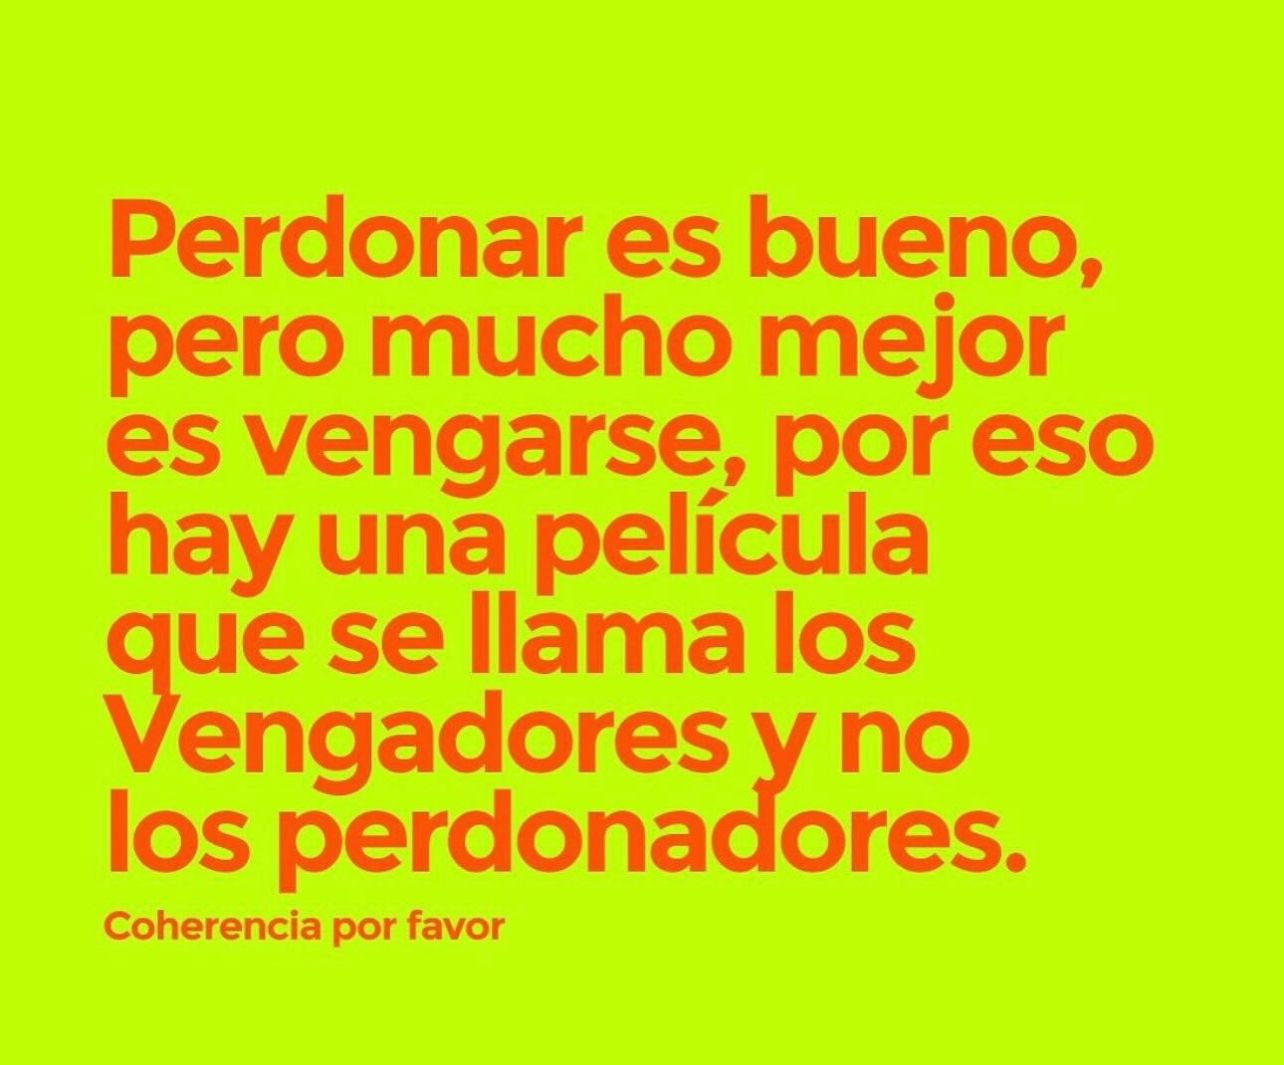 Perdonar es bueno,
pero mucho mejor
es vengarse, por eso
hay una película
que se llama los
Vengadores y no
los perdonadores.
Coherencia por favor